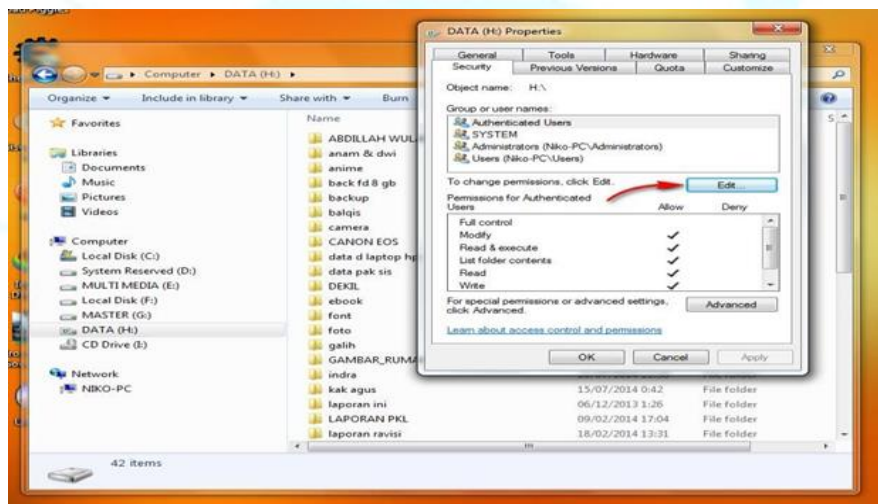 Computer ▸ DATA (H:) ▸
Organize ▾ Include in library ▾ Share with ▾ Burn
Favorites
Libraries
Documents
Music
Pictures
Videos
Computer
Local Disk (C:)
System Reserved (D:)
MULTI MEDIA (E:)
Local Disk (F:)
MASTER (G:)
DATA (H:)
CD Drive (I:)
Network
NIKO-PC
Name
ABDILLAH WUL
anam & dwi
anime
back fd 8 gb
backup
balqis
camera
CANON EOS
data d laptop hp
data pak sis
DEKIL
ebook
font
foto
galih
GAMBAR_RUMA
indra
kak agus 15/07/2014 0:42 File folder
laporan ini 06/12/2013 1:26 File folder
LAPORAN PKL 09/02/2014 17:04 File folder
laporan ravisi 18/02/2014 13:31 File folder
42 items
DATA (H:) Properties
General Tools Hardware Sharing
Security Previous Versions Quota Customize
Object name: H:\
Group or user names:
Authenticated Users
SYSTEM
Administrators (Niko-PC\Administrators)
Users (Niko-PC\Users)
To change permissions, click Edit.
Edit...
Permissions for Authenticated
Users Allow Deny
Full control
Modify ✓
Read & execute ✓
List folder contents ✓
Read ✓
Write ✓
For special permissions or advanced settings,
click Advanced.
Advanced
Learn about access control and permissions
OK Cancel Apply